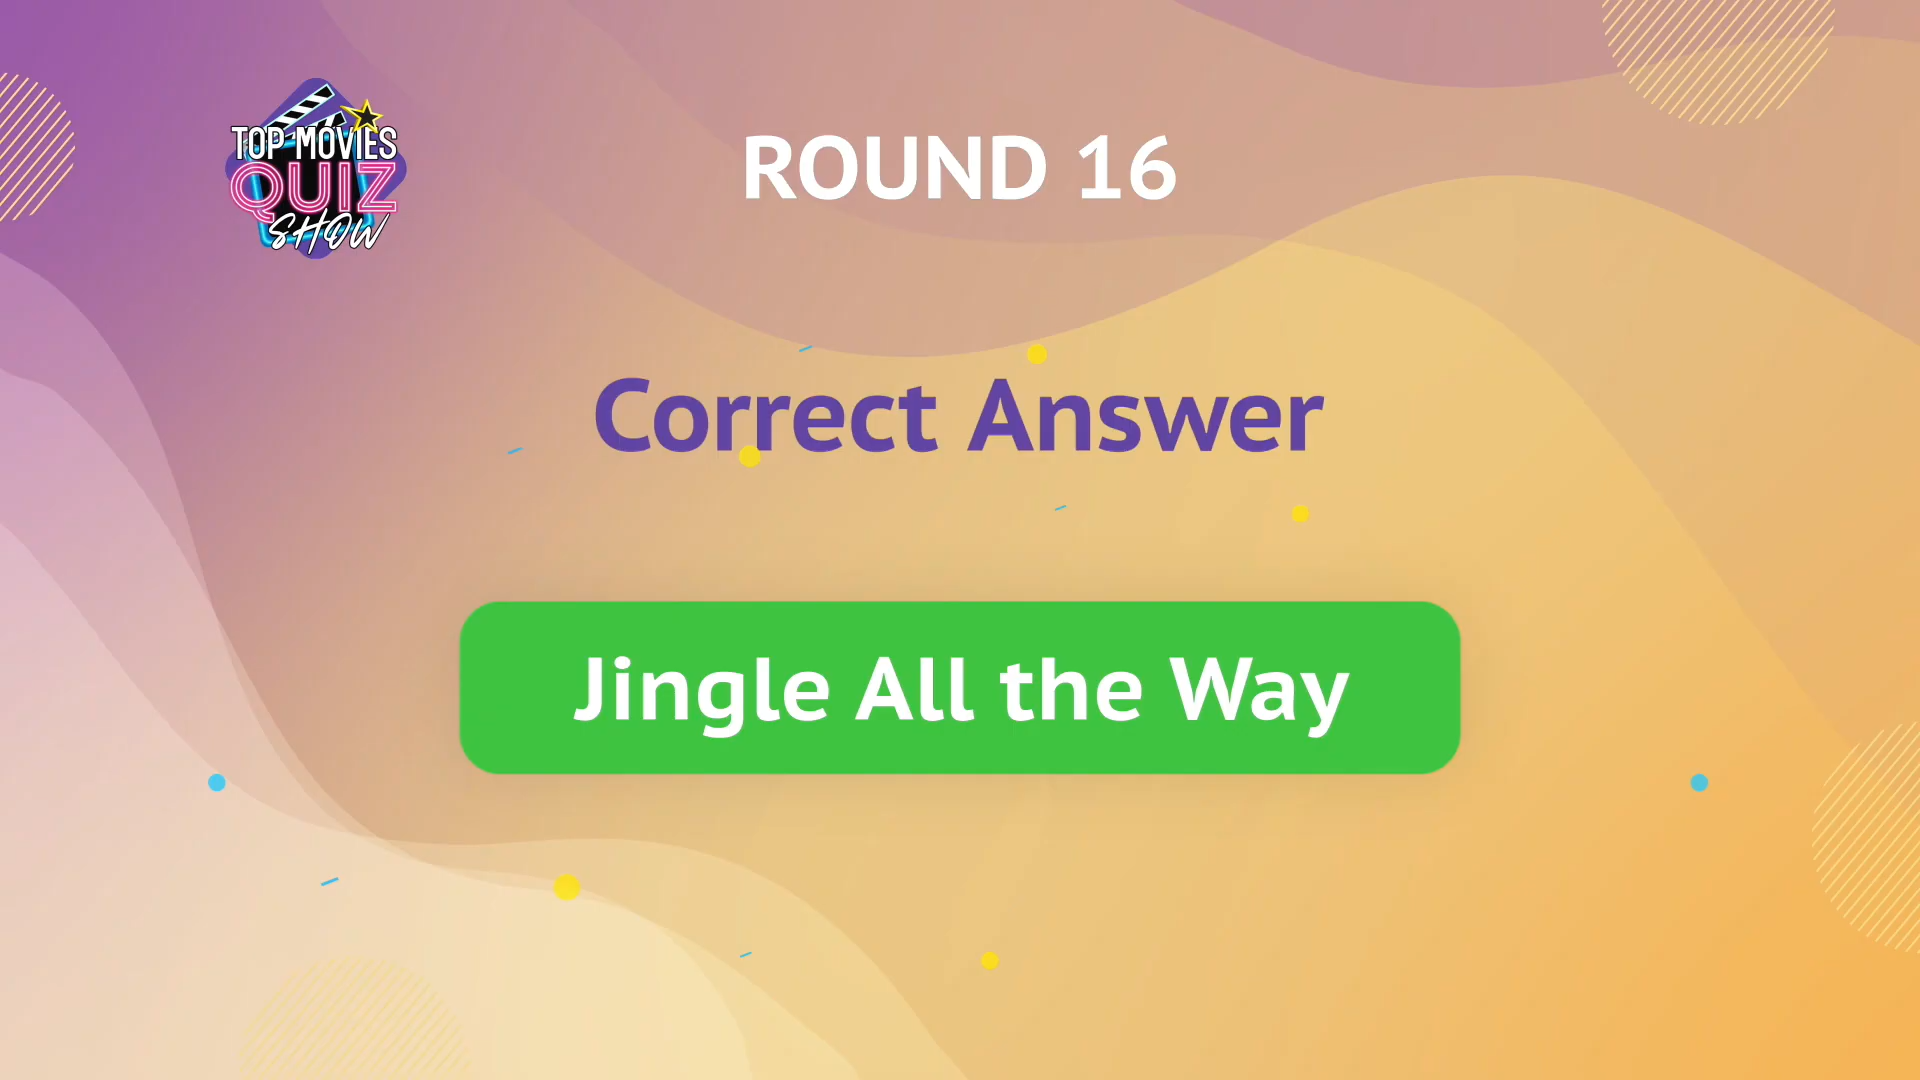 TOP MOVIES
QUIZ
SHOW
ROUND 16
Correct Answer
Jingle All the Way